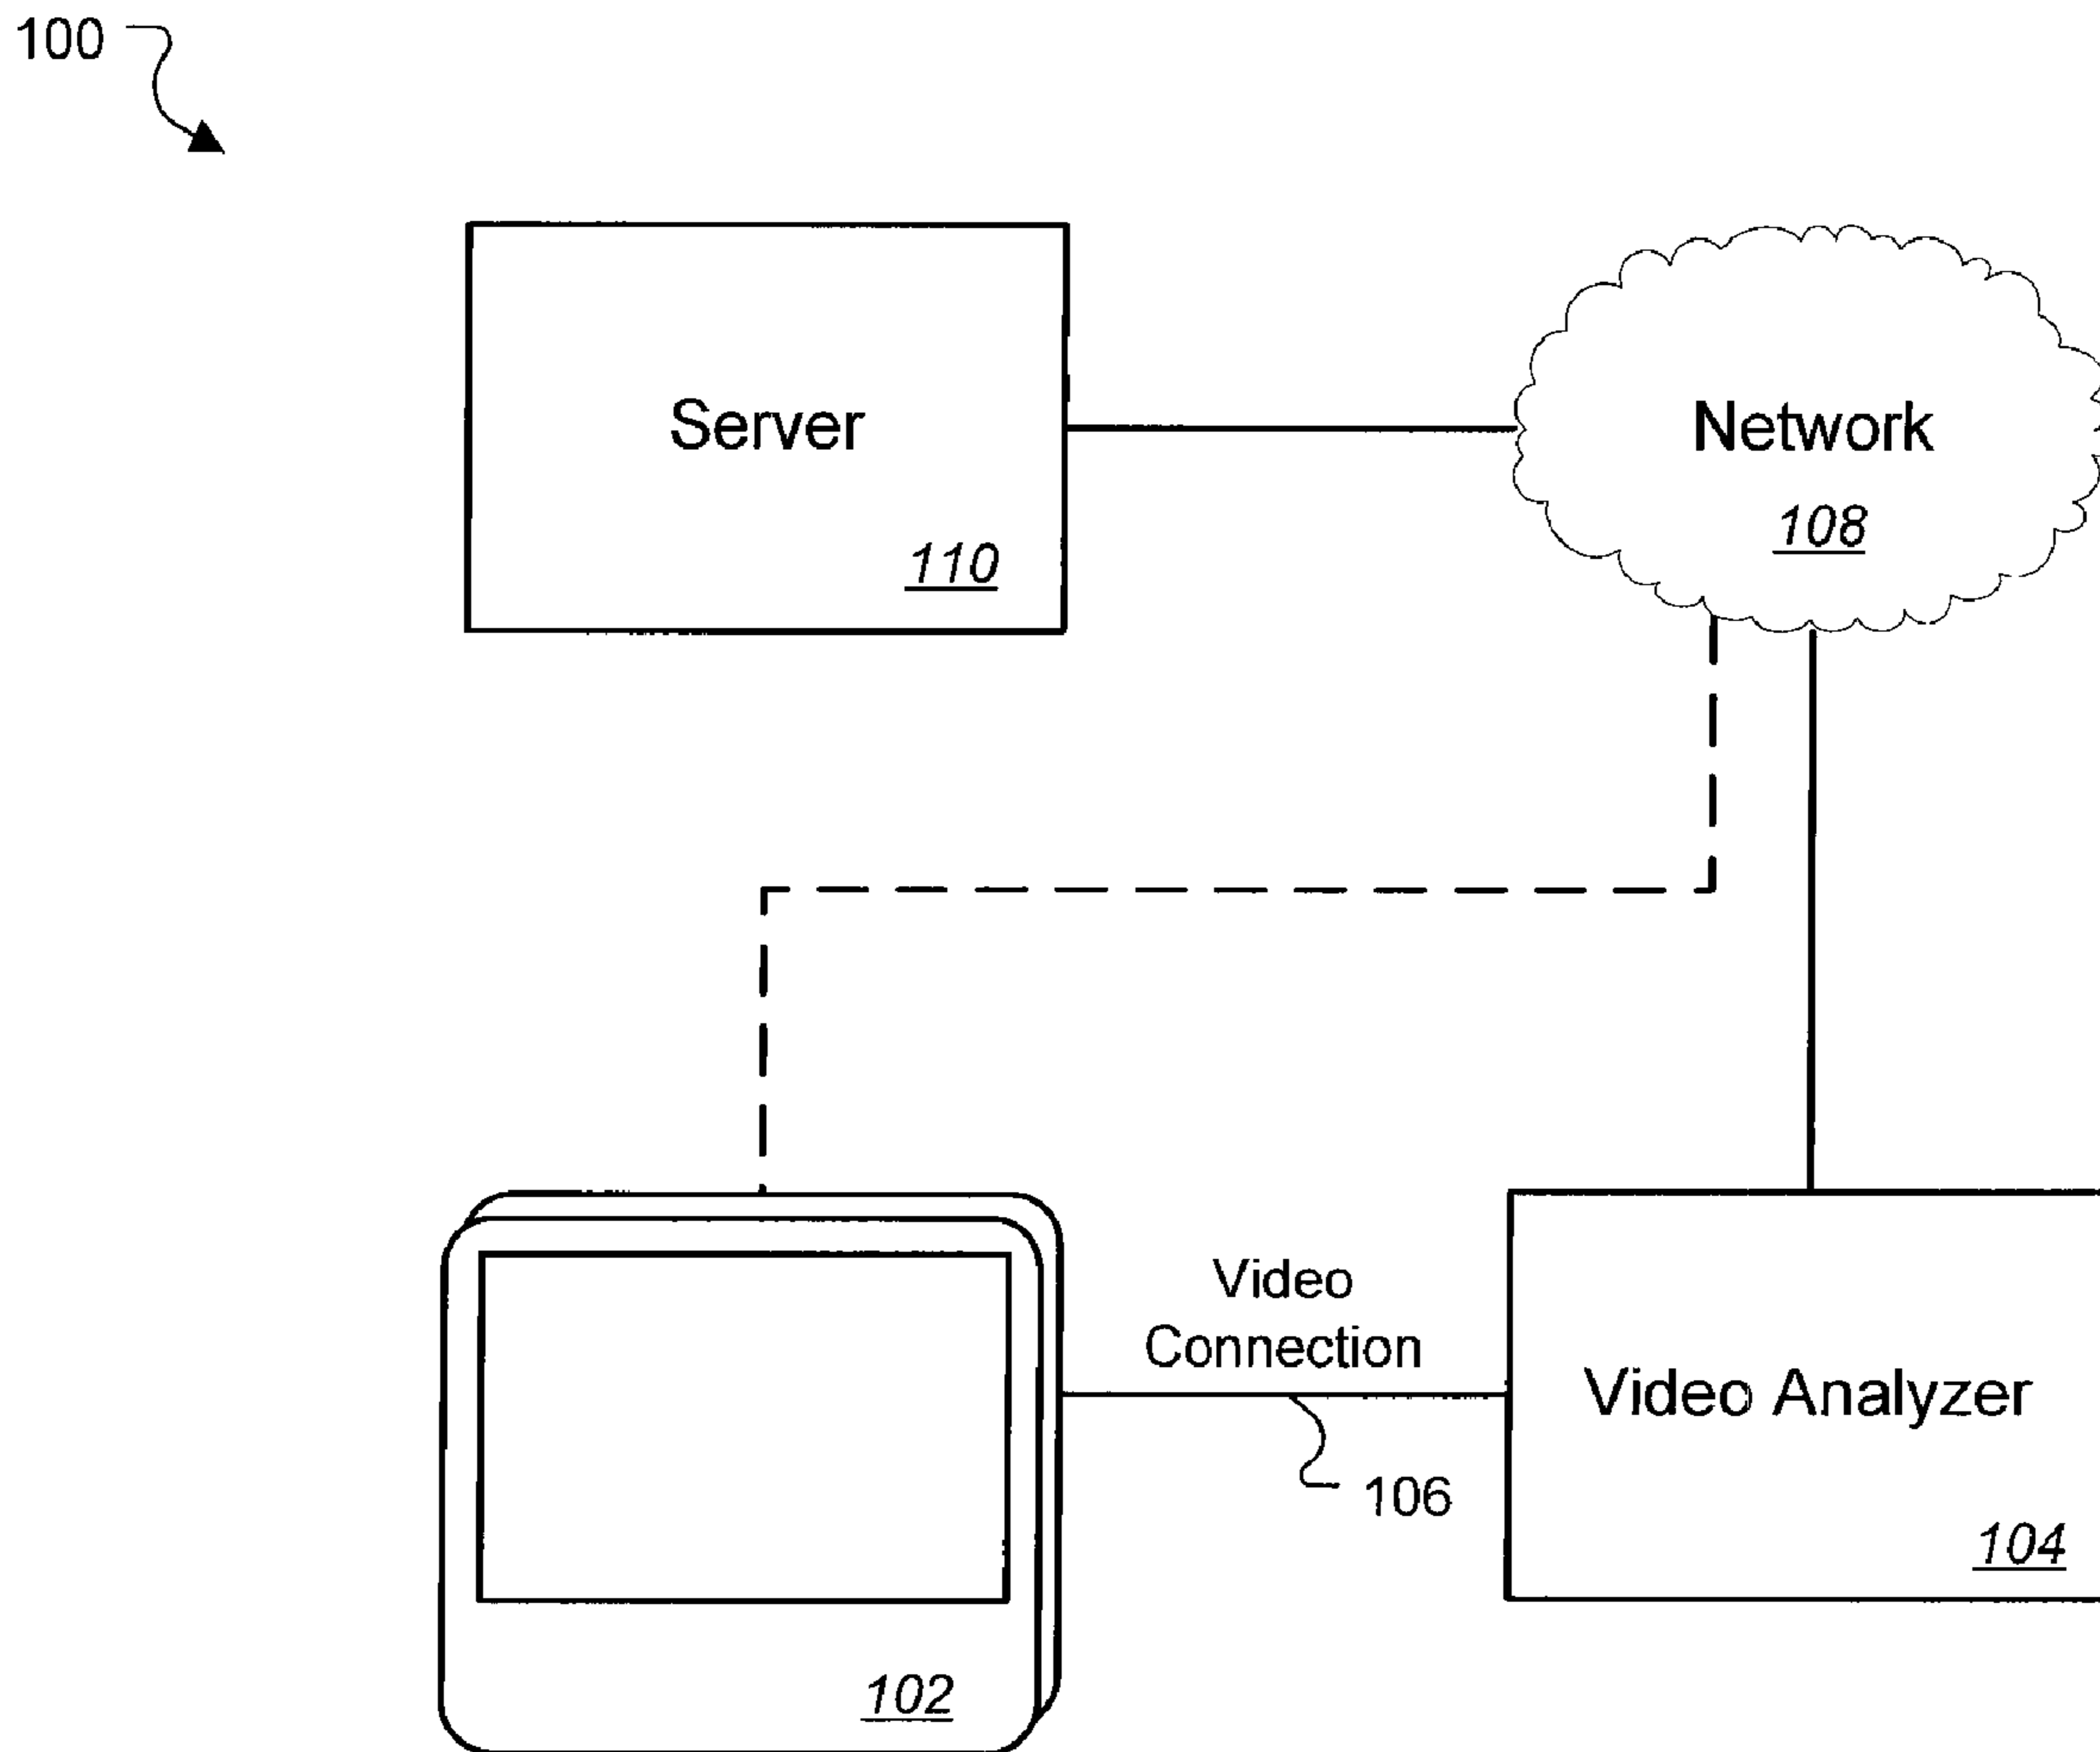 100
Server
110
Network
108
Video
Connection
106
Video Analyzer
104
102